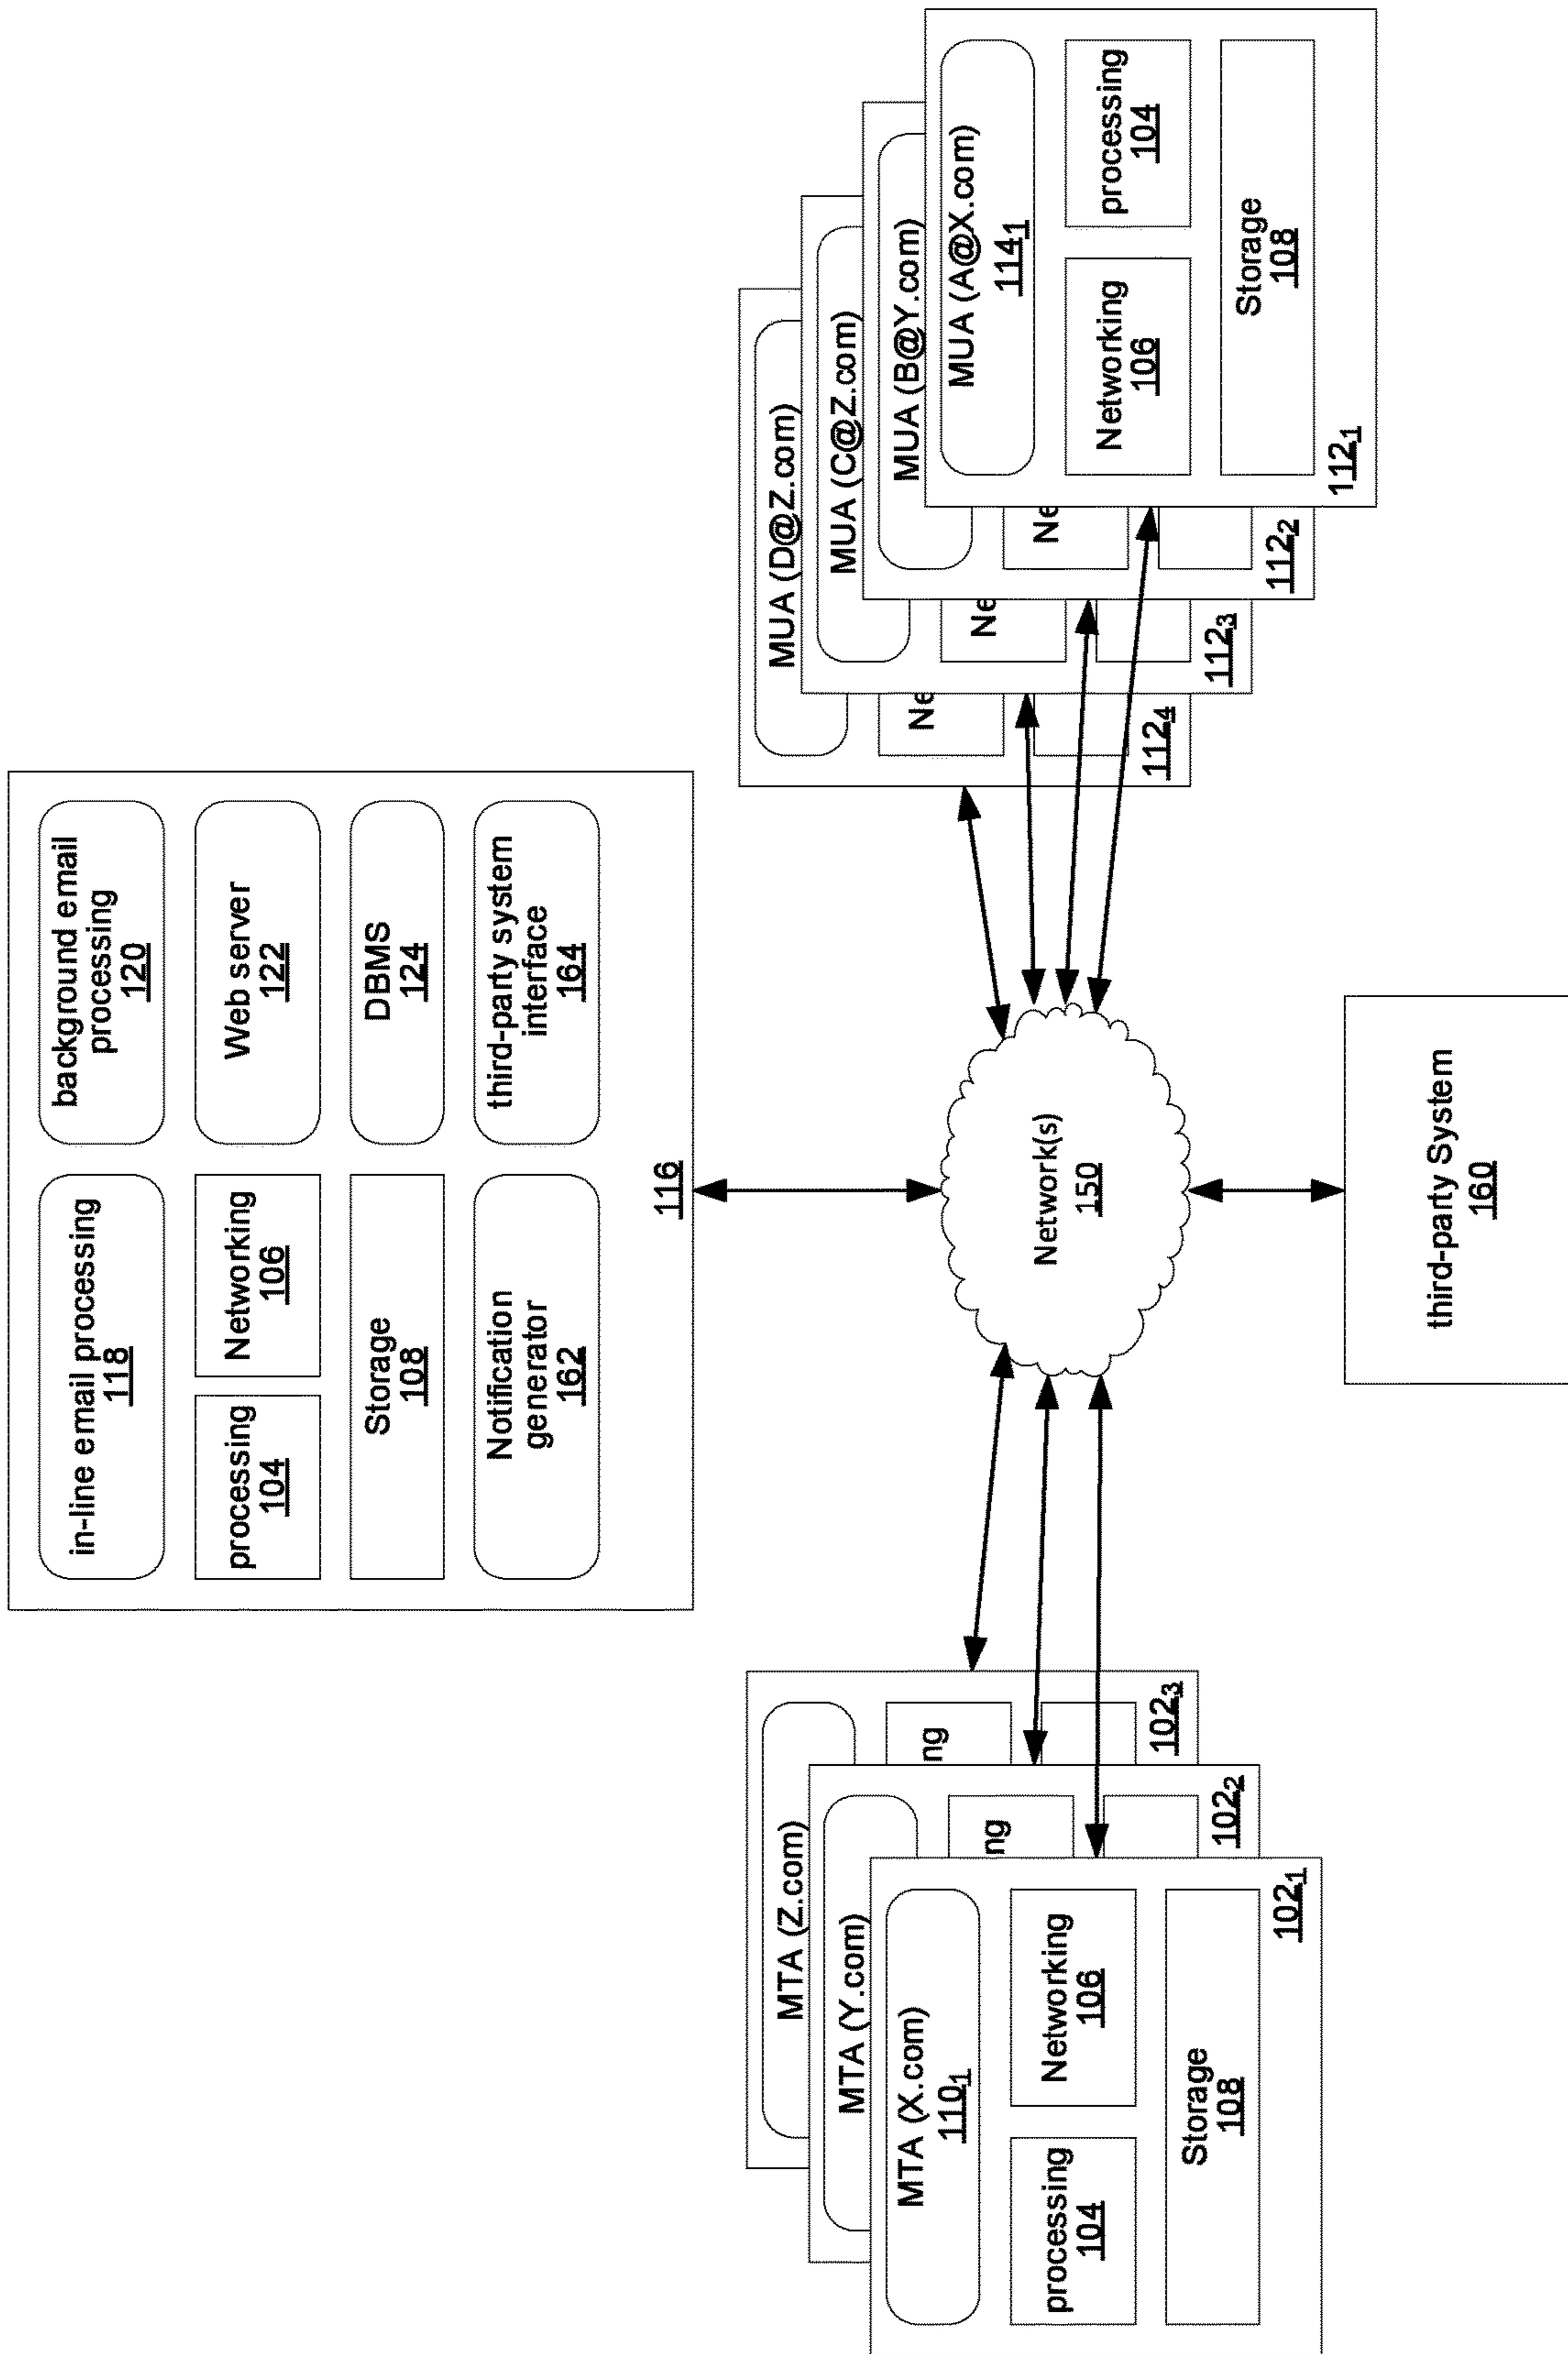 in-line email processing
118
background email
processing
120
processing
104
Networking
106
Web server
122
Storage
108
DBMS
124
Notification
generator
162
third-party system
interface
164
116
MTA (Z.com)
ng
102₃
MTA (Y.com)
ng
102₂
MTA (X.com)
110₁
processing
104
Networking
106
Storage
108
102₁
Network(s)
150
MUA (D@Z.com)
Ne
112₄
MUA (C@Z.com)
Ne
112₃
MUA (B@Y.com)
Ne
112₂
MUA (A@X.com)
114₁
Networking
106
processing
104
Storage
108
112₁
third-party System
160